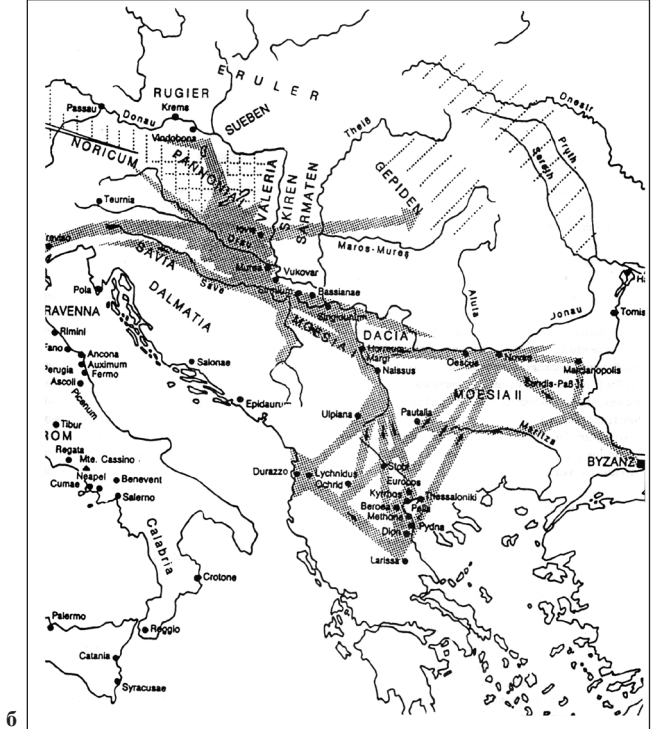 ERULER
RUGIER
Krems
Passau
Donau
SUEBEN
Vindobona
NORICUM
PANNONIA
Dnestr
Theiß
Pruth
Sereth
GEPIDEN
VALERIA
SKIREN
SARMATEN
Teurnia
Drau
Maros-Mureş
Mursa
SAVIA
Save
Vukovar
Bassianae
Pola
DALMATIA
MOESIA
Aluta
Donau
Tomis
RAVENNA
Rimini
DACIA
Horreum
Margi
Ancona
Auximum
Fermo
Ascoli
Picenum
Salonae
Naissus
Oescus
Novae
Marcianopolis
MOESIA II
Epidauru
Ulpiana
Pautalia
Maritza
Tibur
ROM
Regata
Mte. Cassino
Neapel
Cumae
Benevent
Salerno
BYZANZ
Durazzo
Lychnidus
Ochrid
Stobi
Europos
Kyrrhos
Thessaloniki
Beroea
Pella
Methone
Pydna
Dion
Larissa
Calabria
Crotone
Palermo
Reggio
Catania
Syracusae
б